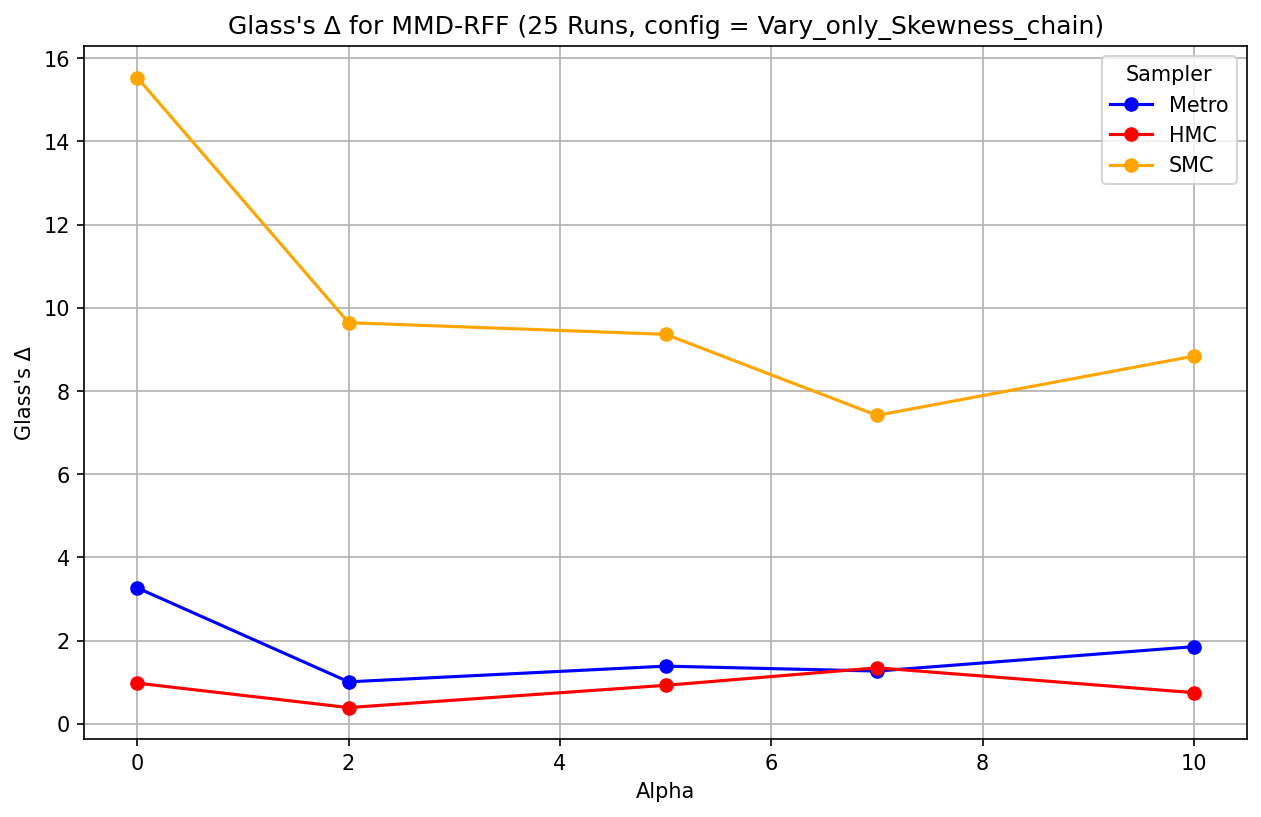 Glass's Δ for MMD-RFF (25 Runs, config = Vary_only_Skewness_chain)
Sampler
Metro
HMC
SMC
Glass's Δ
16
14
12
10
8
6
4
2
0
0 2 4 6 8 10
Alpha